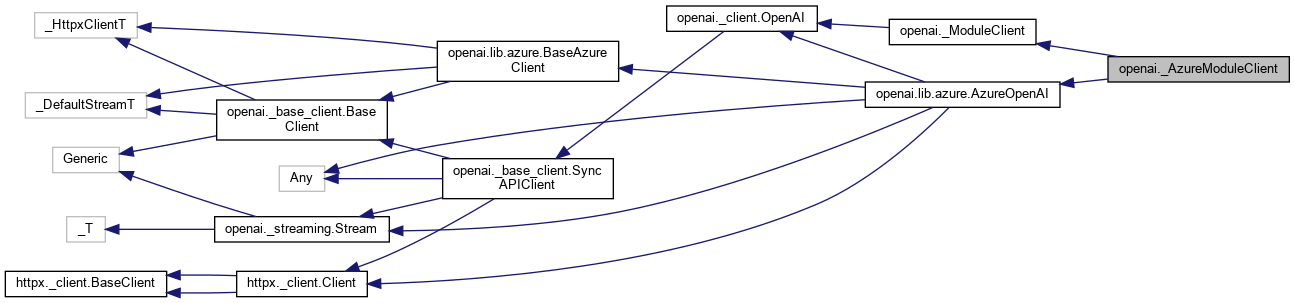 _HttpxClientT
_DefaultStreamT
Generic
_T
httpx._client.BaseClient
openai._base_client.Base
Client
Any
openai._streaming.Stream
httpx._client.Client
openai.lib.azure.BaseAzure
Client
openai._base_client.Sync
APIClient
openai._client.OpenAI
openai._ModuleClient
openai.lib.azure.AzureOpenAI
openai._AzureModuleClient